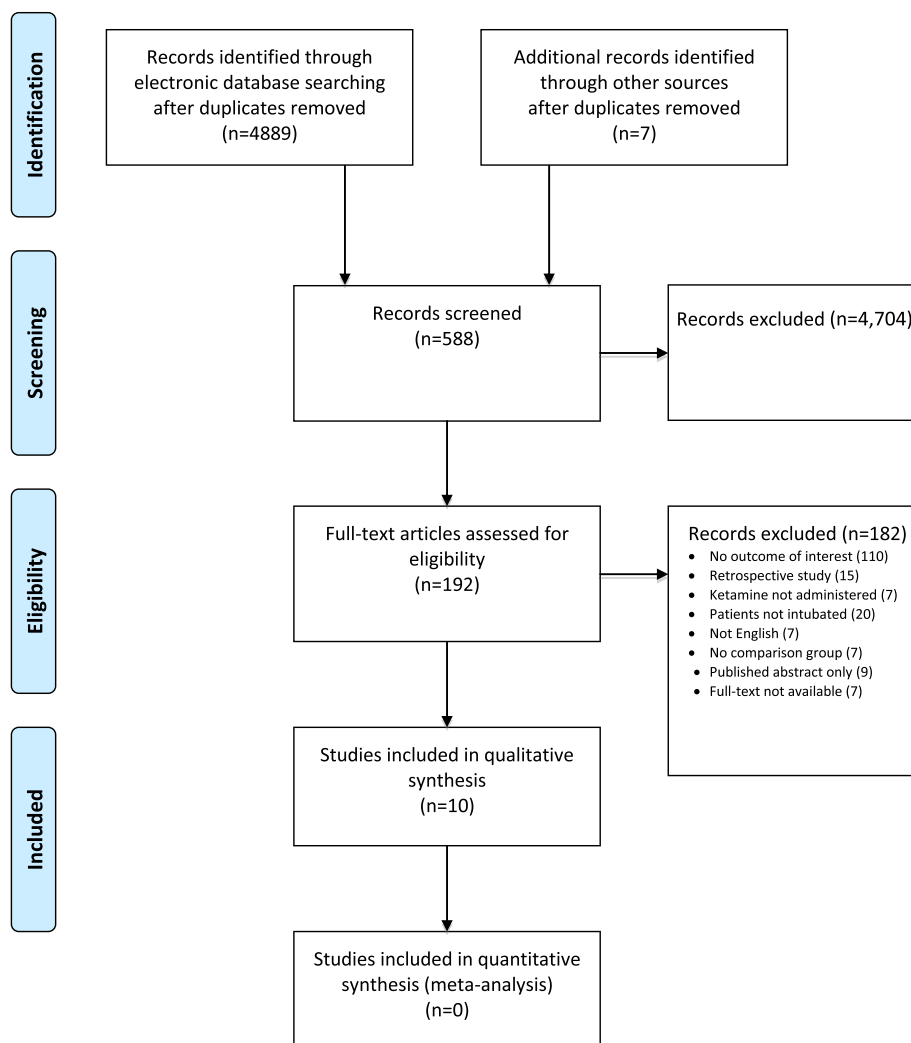 Identification
Records identified through
electronic database searching
after duplicates removed
(n=4889)
Additional records identified
through other sources
after duplicates removed
(n=7)
Screening
Records screened
(n=588)
Records excluded (n=4,704)
Eligibility
Full-text articles assessed for
eligibility
(n=192)
Records excluded (n=182)
• No outcome of interest (110)
• Retrospective study (15)
• Ketamine not administered (7)
• Patients not intubated (20)
• Not English (7)
• No comparison group (7)
• Published abstract only (9)
• Full-text not available (7)
Included
Studies included in qualitative
synthesis
(n=10)
Studies included in quantitative
synthesis (meta-analysis)
(n=0)